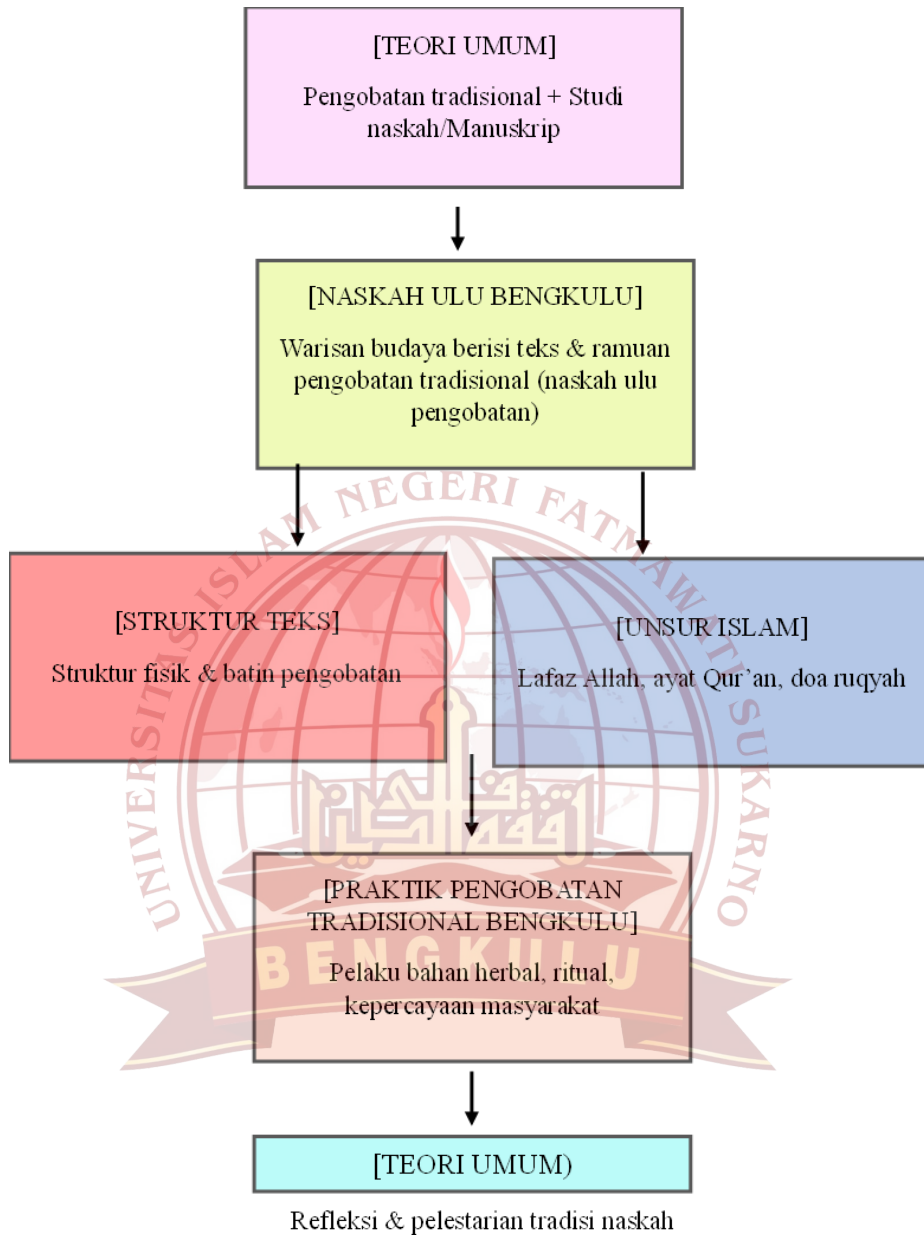 [TEORI UMUM]
Pengobatan tradisional + Studi
naskah/Manuskrip
[NASKAH ULU BENGKULU]
Warisan budaya berisi teks & ramuan
pengobatan tradisional (naskah ulu
pengobatan)
[STRUKTUR TEKS]
Struktur fisik & batin pengobatan
[UNSUR ISLAM]
Lafaz Allah, ayat Qur’an, doa ruqyah
[PRAKTIK PENGOBATAN
TRADISIONAL BENGKULU]
Pelaku bahan herbal, ritual,
kepercayaan masyarakat
[TEORI UMUM)
Refleksi & pelestarian tradisi naskah
UNIVERSITAS ISLAM NEGERI FATMAWATI SUKARNO
BENGKULU